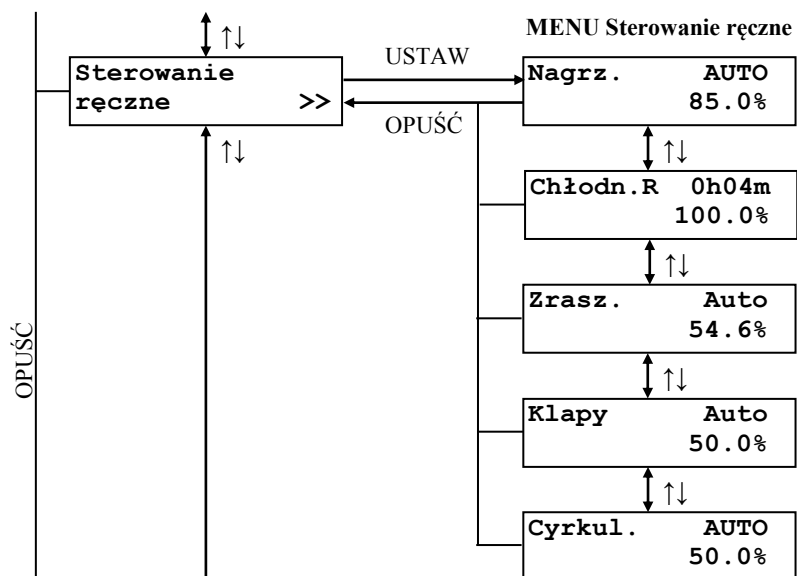 MENU Sterowanie ręczne
↑↓
Sterowanie
ręczne >>
↑↓
USTAW
OPUŚĆ
Nagrz. AUTO
85.0%
↑↓
Chłodn.R 0h04m
100.0%
↑↓
Zrasz. Auto
54.6%
↑↓
Klapy Auto
50.0%
↑↓
Cyrkul. AUTO
50.0%
OPUŚĆ